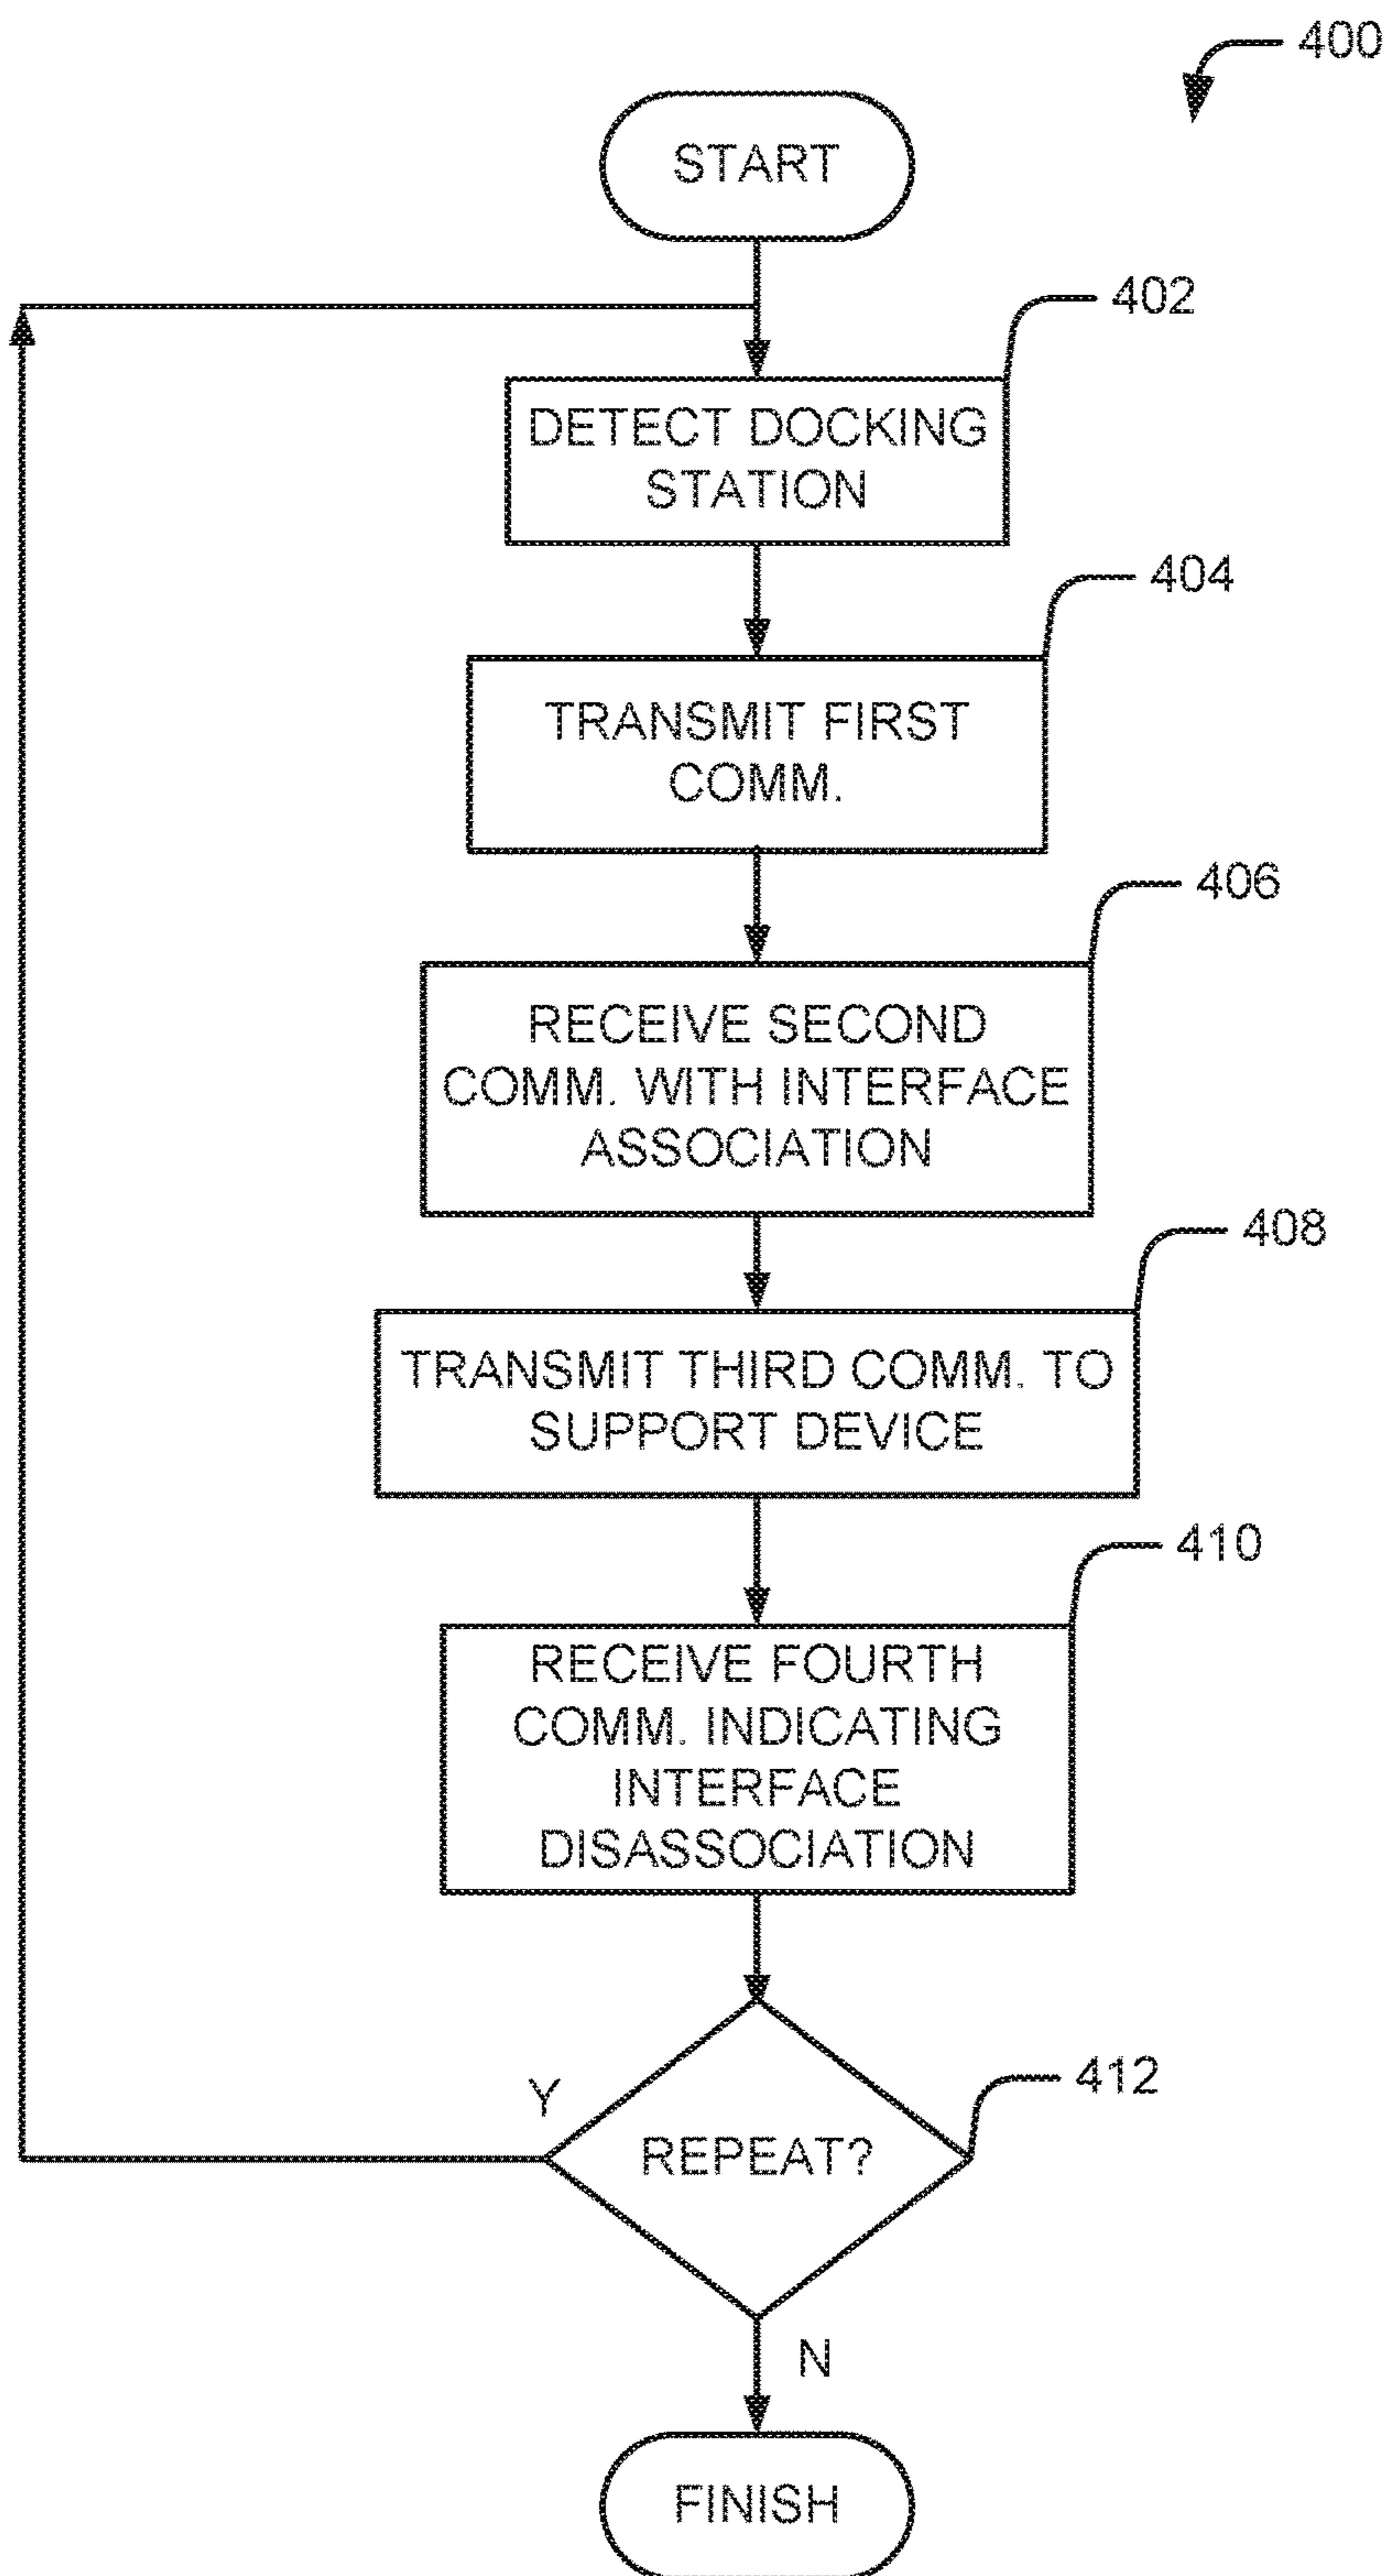 400
START
402
DETECT DOCKING
STATION
404
TRANSMIT FIRST
COMM.
406
RECEIVE SECOND
COMM. WITH INTERFACE
ASSOCIATION
408
TRANSMIT THIRD COMM. TO
SUPPORT DEVICE
410
RECEIVE FOURTH
COMM. INDICATING
INTERFACE
DISASSOCIATION
412
Y
REPEAT?
N
FINISH